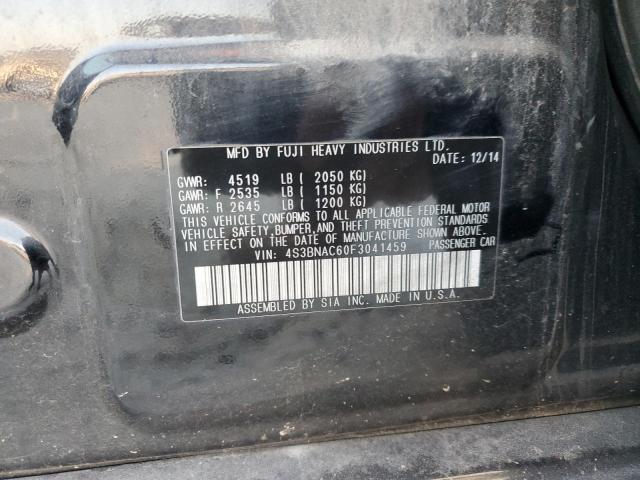 MFD BY FUJI HEAVY INDUSTRIES LTD.
DATE: 12/14
GVWR: 4519 LB ( 2050 KG)
GAWR: F 2535 LB ( 1150 KG)
GAWR: R 2645 LB ( 1200 KG)
THIS VEHICLE CONFORMS TO ALL APPLICABLE FEDERAL MOTOR
VEHICLE SAFETY, BUMPER, AND THEFT PREVENTION STANDARDS
IN EFFECT ON THE DATE OF MANUFACTURE SHOWN ABOVE.
VIN: 4S3BNAC60F3041459 PASSENGER CAR
ASSEMBLED BY SIA INC. MADE IN U.S.A.